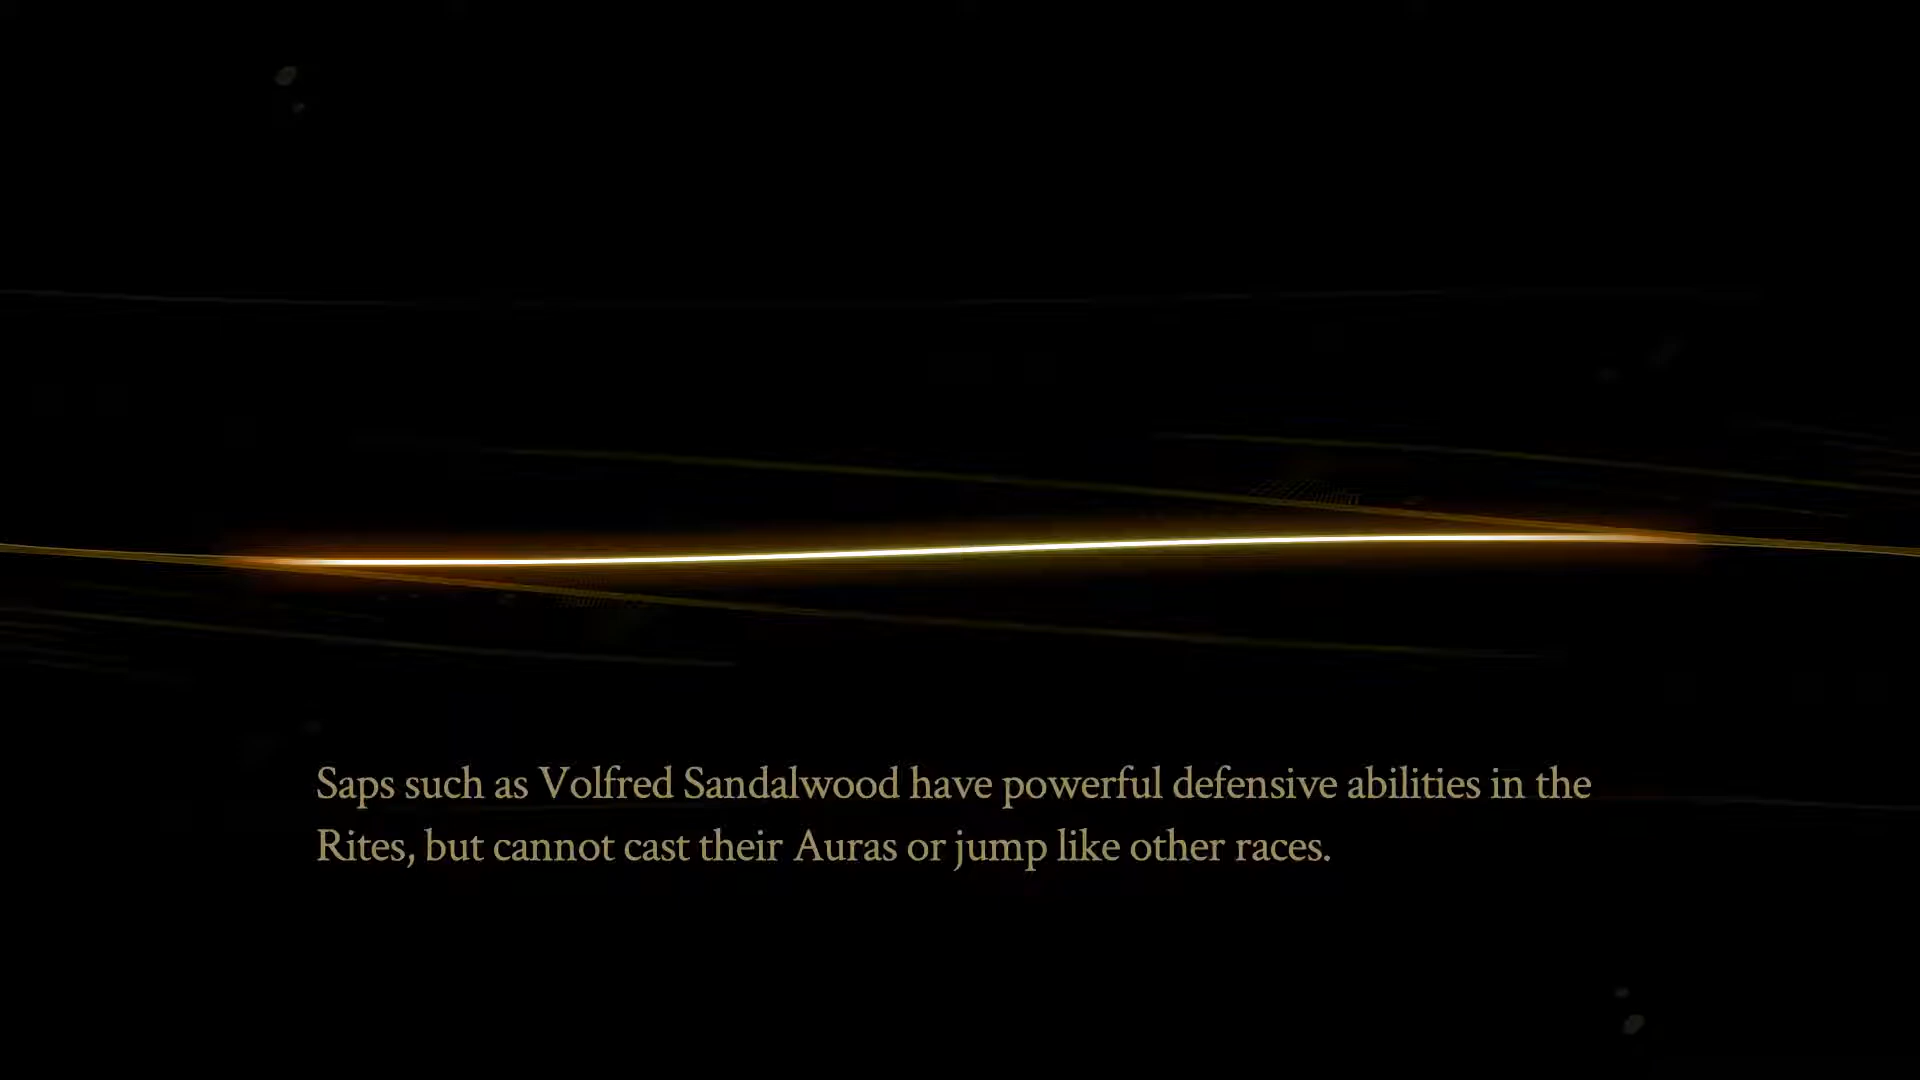 Saps such as Volfred Sandalwood have powerful defensive abilities in the
Rites, but cannot cast their Auras or jump like other races.